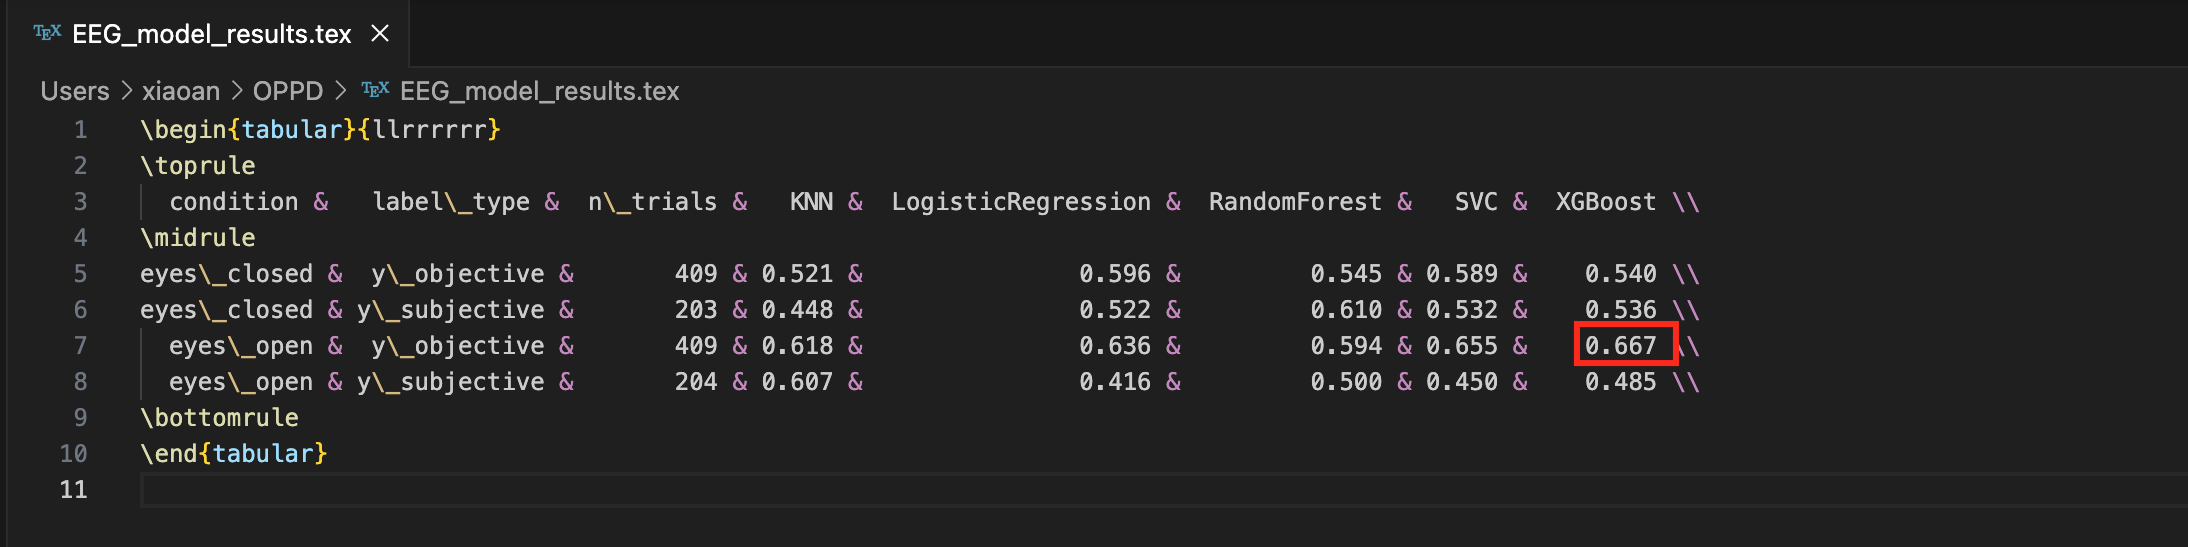 TEX EEG_model_results.tex ×
Users > xiaoan > OPPD > TEX EEG_model_results.tex
1 \begin{tabular}{llrrrrrr}
2 \toprule
3 condition & label\_type & n\_trials & KNN & LogisticRegression & RandomForest & SVC & XGBoost \\
4 \midrule
5 eyes\_closed & y\_objective & 409 & 0.521 & 0.596 & 0.545 & 0.589 & 0.540 \\
6 eyes\_closed & y\_subjective & 203 & 0.448 & 0.522 & 0.610 & 0.532 & 0.536 \\
7 eyes\_open & y\_objective & 409 & 0.618 & 0.636 & 0.594 & 0.655 & 0.667 \\
8 eyes\_open & y\_subjective & 204 & 0.607 & 0.416 & 0.500 & 0.450 & 0.485 \\
9 \bottomrule
10 \end{tabular}
11